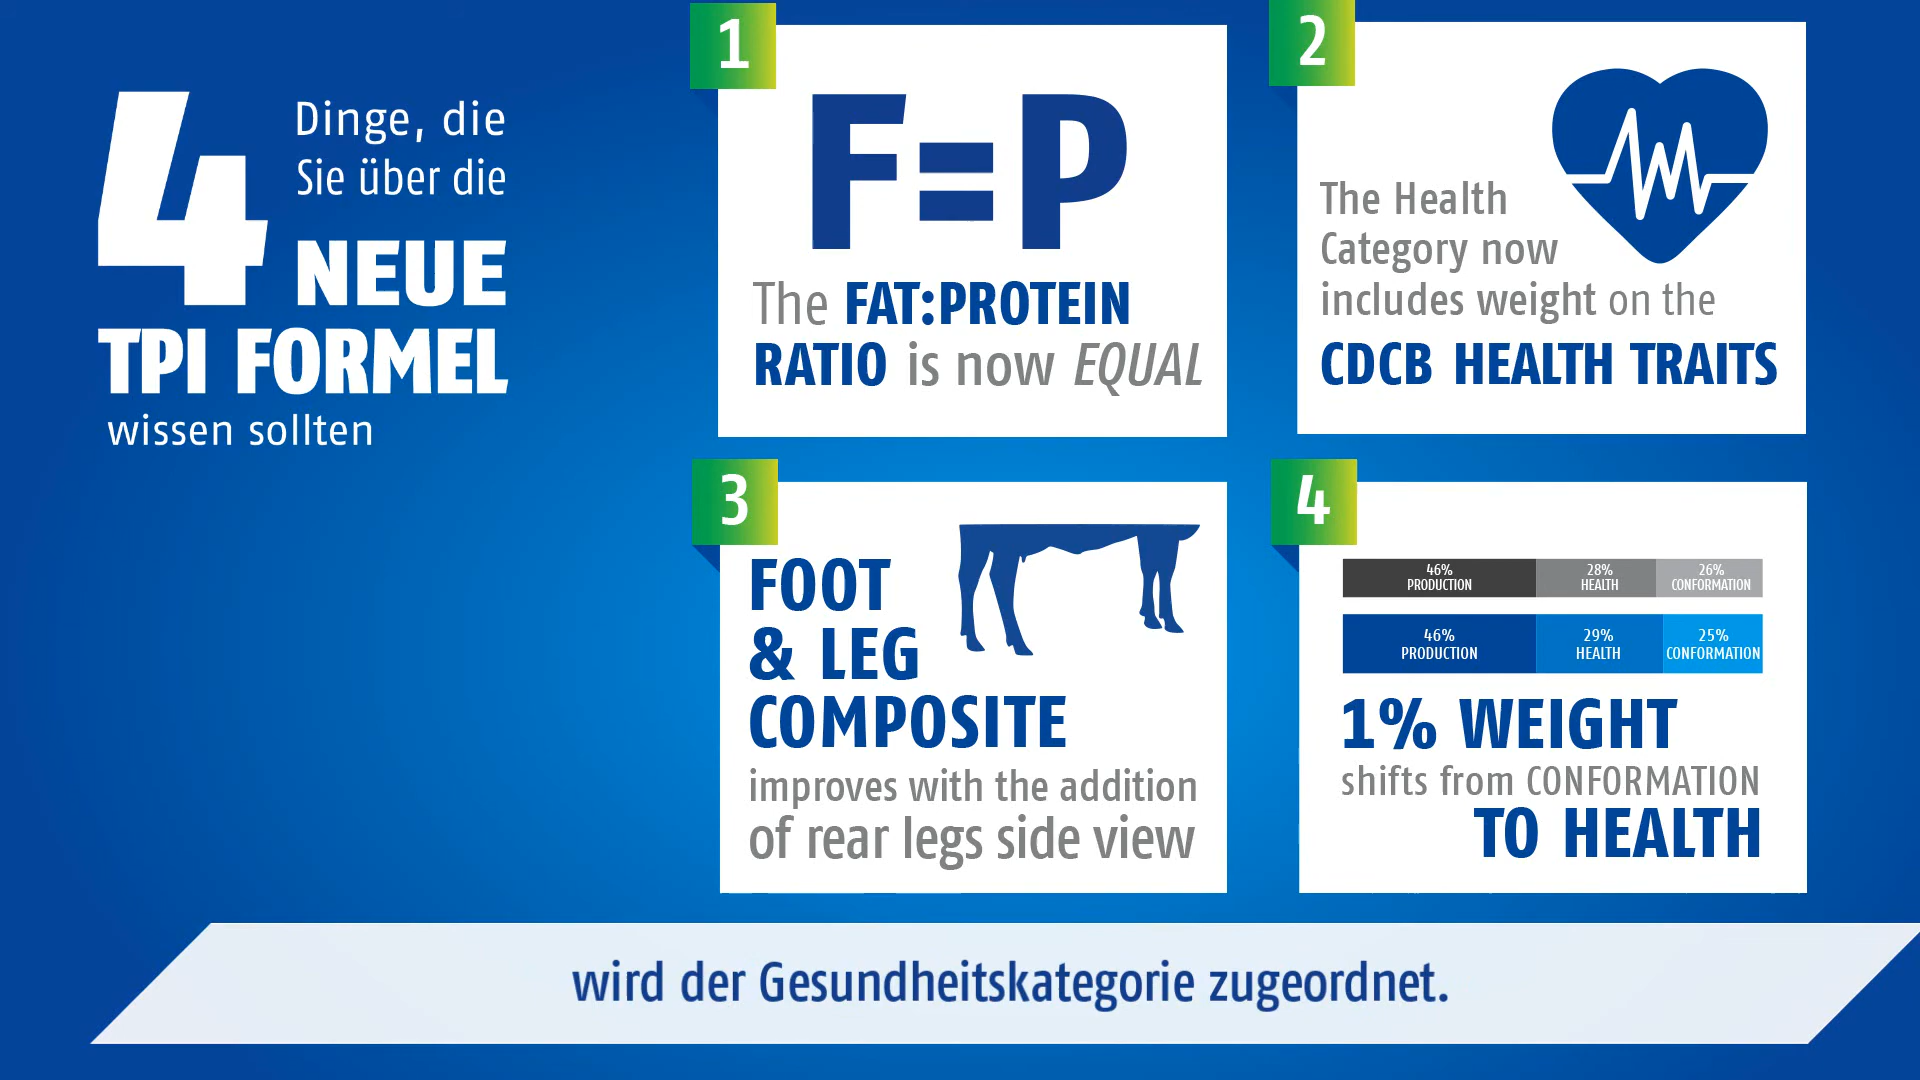 4
Dinge, die
Sie über die
NEUE
TPI FORMEL
wissen sollten
1
F=P
The FAT:PROTEIN
RATIO is now EQUAL
2
The Health
Category now
includes weight on the
CDCB HEALTH TRAITS
3
FOOT
& LEG
COMPOSITE
improves with the addition
of rear legs side view
4
46% 28% 26%
PRODUCTION HEALTH CONFORMATION
46% 29% 25%
PRODUCTION HEALTH CONFORMATION
1% WEIGHT
shifts from CONFORMATION
TO HEALTH
wird der Gesundheitskategorie zugeordnet.